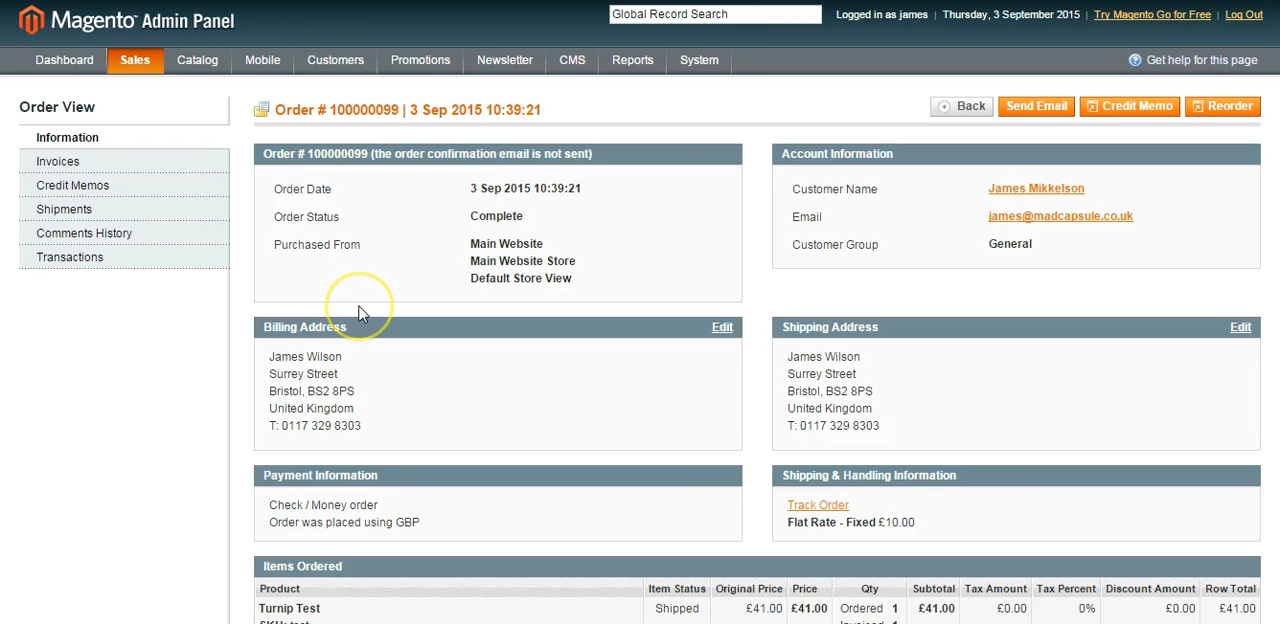 Magento Admin Panel
Global Record Search
Logged in as james | Thursday, 3 September 2015 | Try Magento Go for Free | Log Out
Dashboard Sales Catalog Mobile Customers Promotions Newsletter CMS Reports System
Get help for this page
Order View
Information
Invoices
Credit Memos
Shipments
Comments History
Transactions
Order # 100000099 | 3 Sep 2015 10:39:21
Back Send Email Credit Memo Reorder
Order # 100000099 (the order confirmation email is not sent)
Order Date 3 Sep 2015 10:39:21
Order Status Complete
Purchased From Main Website
Main Website Store
Default Store View
Account Information
Customer Name James Mikkelson
Email james@madcapsule.co.uk
Customer Group General
Billing Address Edit
James Wilson
Surrey Street
Bristol, BS2 8PS
United Kingdom
T: 0117 329 8303
Shipping Address Edit
James Wilson
Surrey Street
Bristol, BS2 8PS
United Kingdom
T: 0117 329 8303
Payment Information
Check / Money order
Order was placed using GBP
Shipping & Handling Information
Track Order
Flat Rate - Fixed £10.00
Items Ordered
Product Item Status Original Price Price Qty Subtotal Tax Amount Tax Percent Discount Amount Row Total
Turnip Test Shipped £41.00 £41.00 Ordered 1 £41.00 £0.00 0% £0.00 £41.00